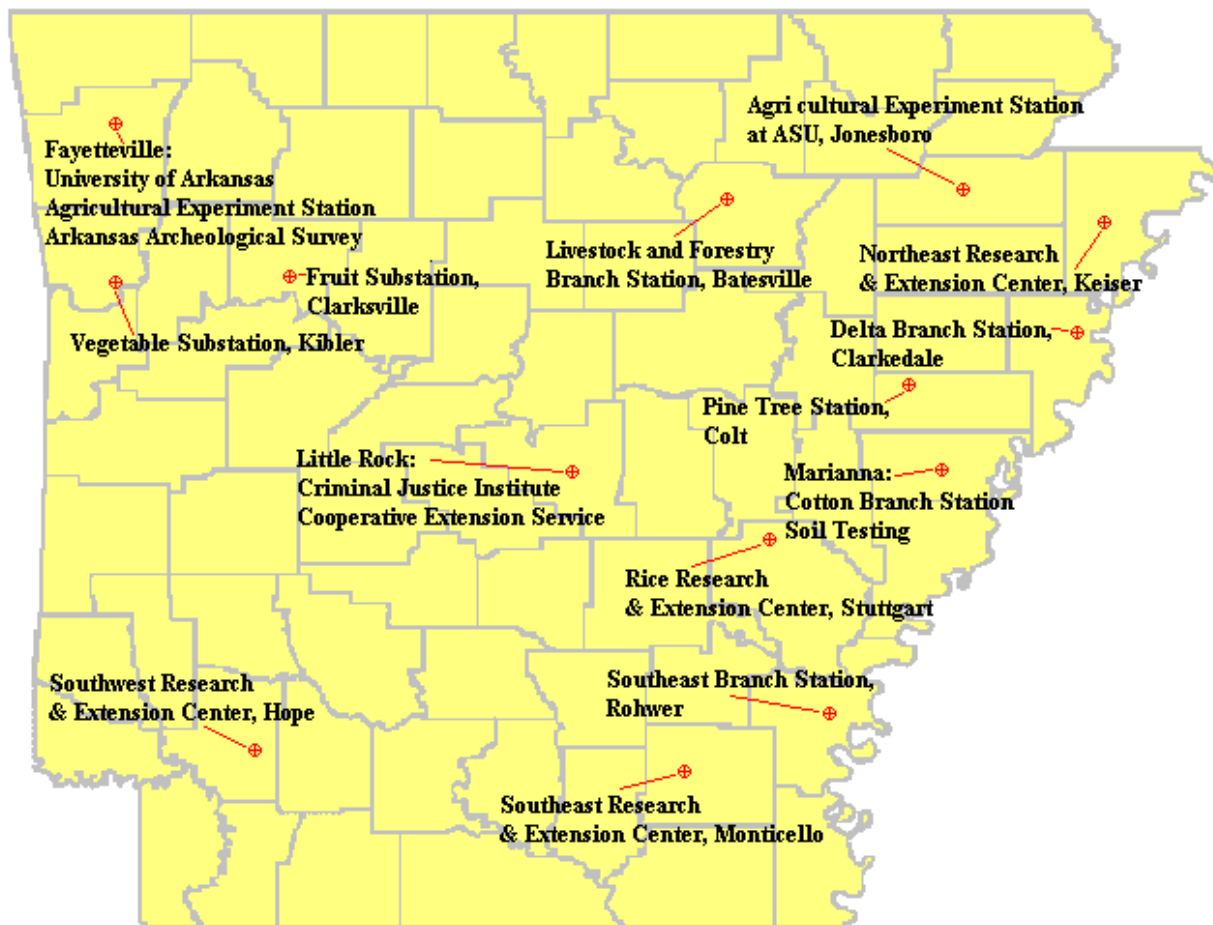 Agri cultural Experiment Station
at ASU, Jonesboro
Fayetteville:
University of Arkansas
Agricultural Experiment Station
Arkansas Archeological Survey
Livestock and Forestry
Branch Station, Batesville
Northeast Research
& Extension Center, Keiser
Fruit Substation,
Clarksville
Vegetable Substation, Kibler
Delta Branch Station,
Clarkedale
Pine Tree Station,
Colt
Little Rock:
Criminal Justice Institute
Cooperative Extension Service
Marianna:
Cotton Branch Station
Soil Testing
Rice Research
& Extension Center, Stuttgart
Southwest Research
& Extension Center, Hope
Southeast Branch Station,
Rohwer
Southeast Research
& Extension Center, Monticello